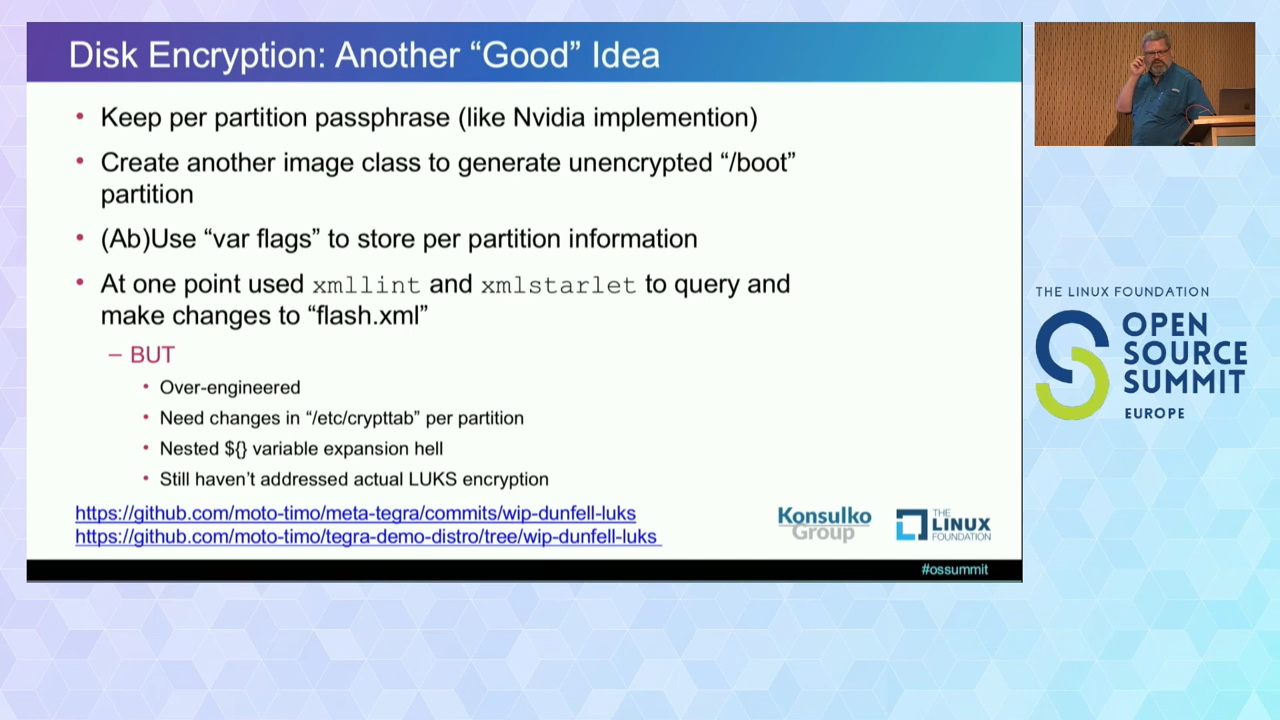 Disk Encryption: Another “Good” Idea
• Keep per partition passphrase (like Nvidia implemention)
• Create another image class to generate unencrypted “/boot”
partition
• (Ab)Use “var flags” to store per partition information
• At one point used xmllint and xmlstarlet to query and
make changes to “flash.xml”
– BUT
• Over-engineered
• Need changes in “/etc/crypttab” per partition
• Nested ${} variable expansion hell
• Still haven’t addressed actual LUKS encryption
https://github.com/moto-timo/meta-tegra/commits/wip-dunfell-luks
https://github.com/moto-timo/tegra-demo-distro/tree/wip-dunfell-luks
Konsulko
Group
THE
LINUX
FOUNDATION
#ossummit
THE LINUX FOUNDATION
OPEN
SOURCE
SUMMIT
EUROPE